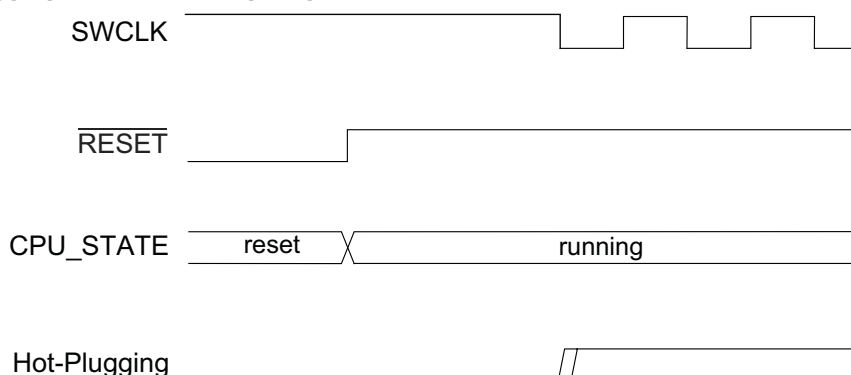 SWCLK
RESET
CPU_STATE
reset
running
Hot-Plugging